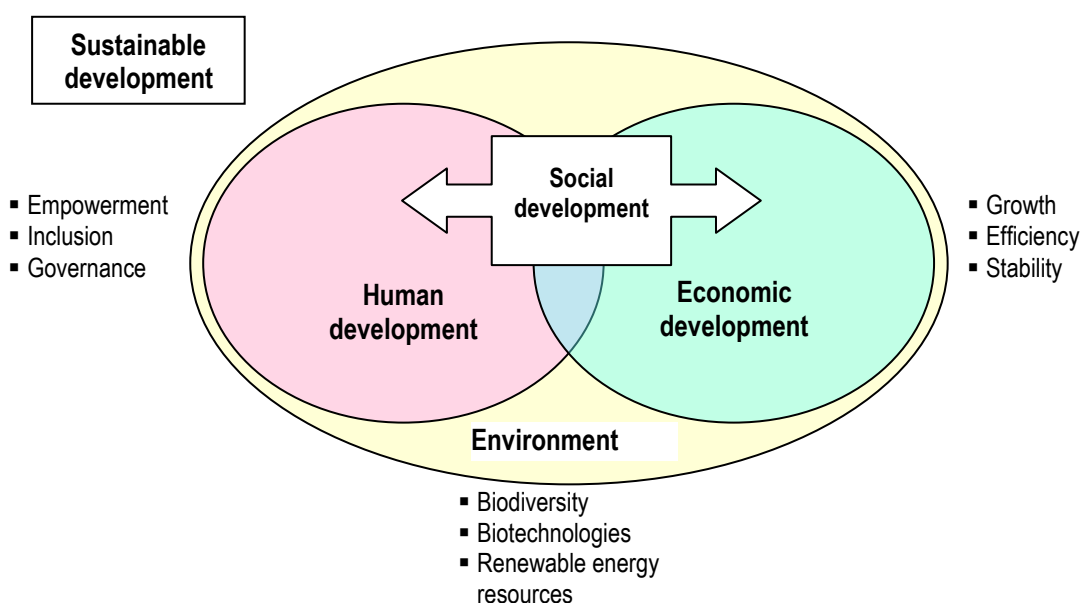 Sustainable
development
Social
development
▪ Empowerment
▪ Inclusion
▪ Governance
▪ Growth
▪ Efficiency
▪ Stability
Human
development
Economic
development
Environment
▪ Biodiversity
▪ Biotechnologies
▪ Renewable energy
resources